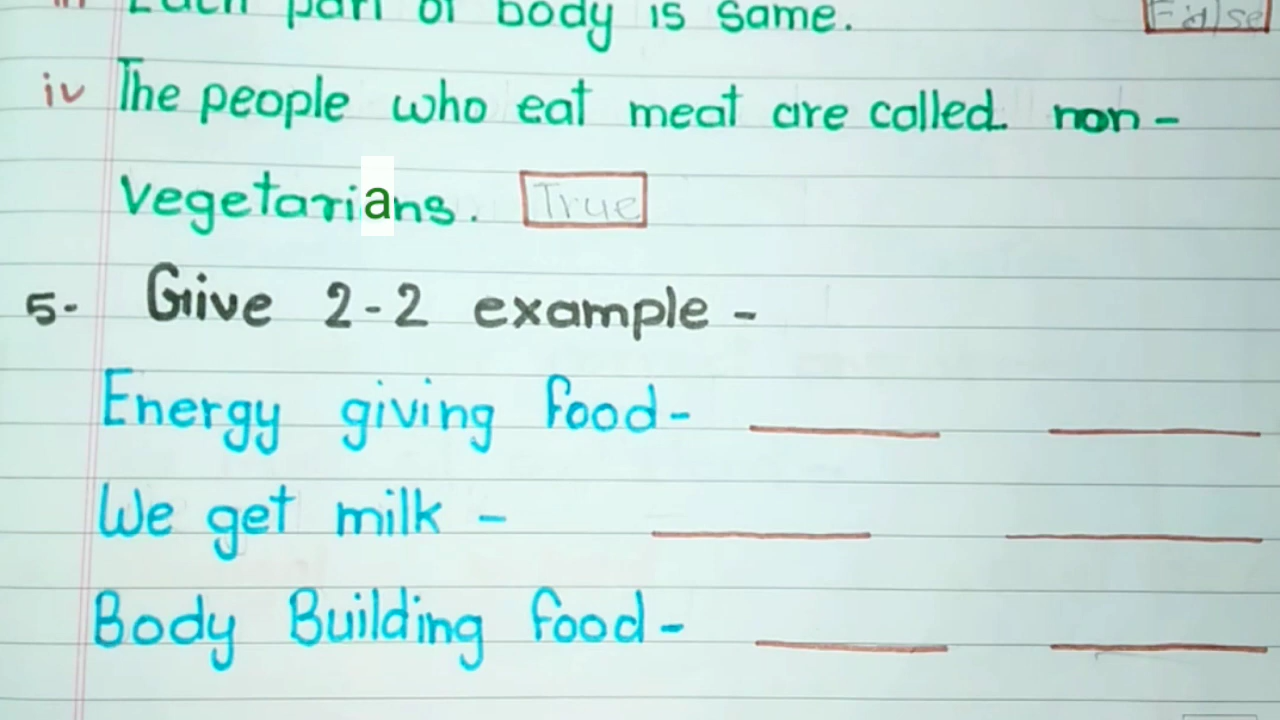 Each part of body is same. False
iv The people who eat meat are called non-
vegetarians. True
5- Give 2-2 example -
Energy giving food-
We get milk -
Body Building food-